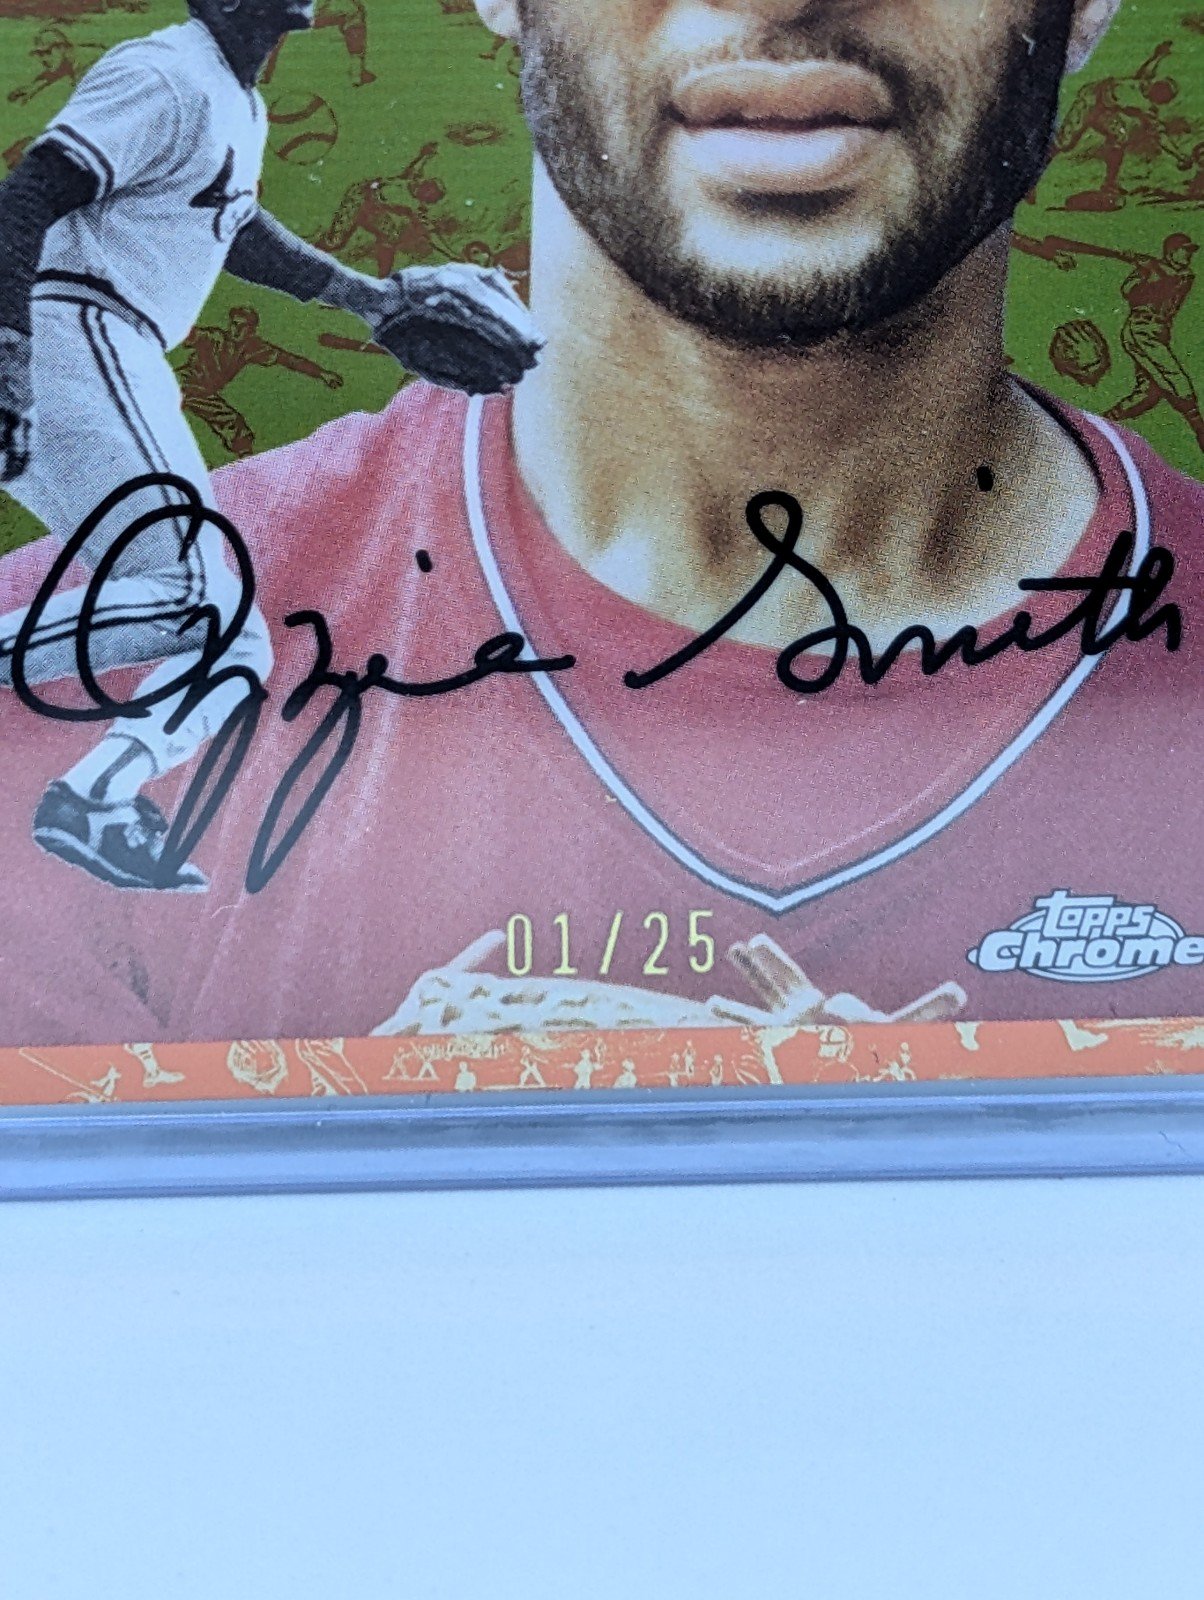 Ozzie Smith
01/25
topps
Chrome